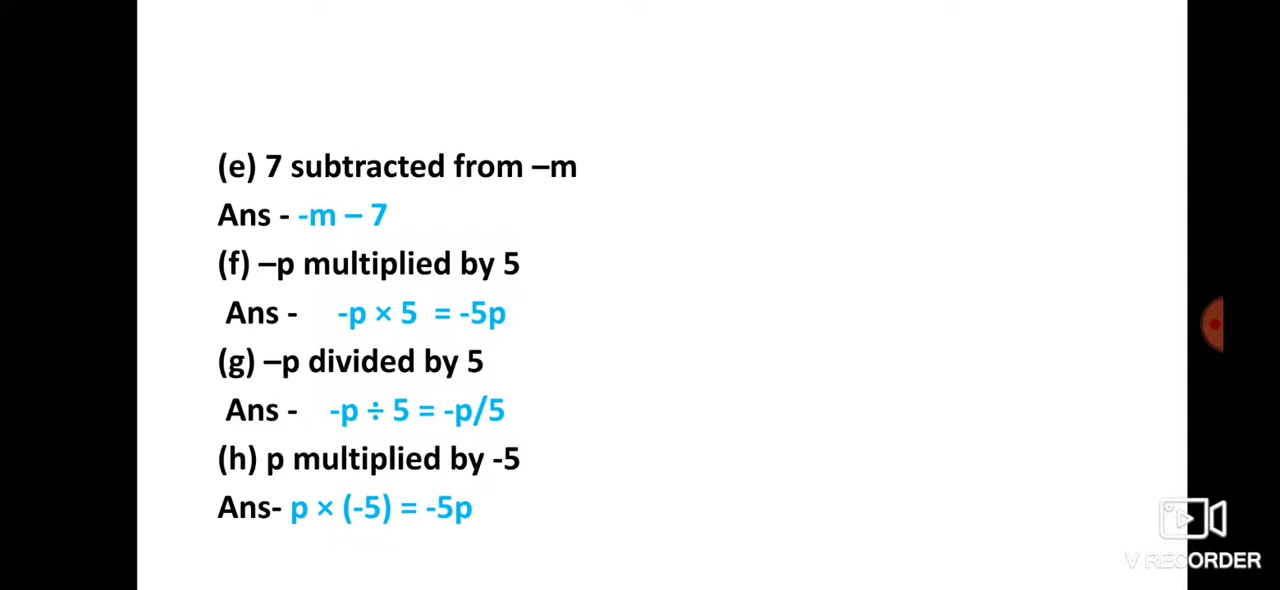 (e) 7 subtracted from –m
Ans - -m – 7
(f) –p multiplied by 5
Ans - -p × 5 = -5p
(g) –p divided by 5
Ans - -p ÷ 5 = -p/5
(h) p multiplied by -5
Ans- p × (-5) = -5p
V RECORDER